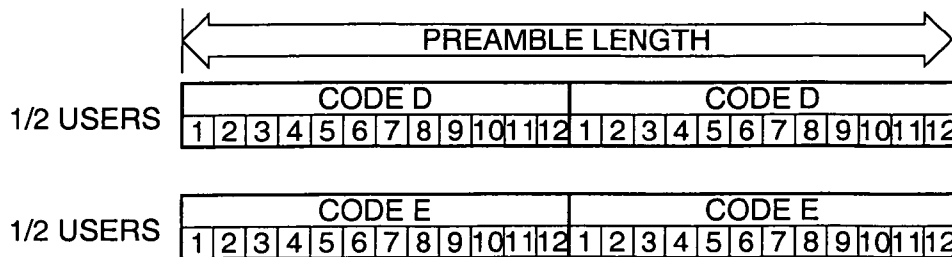 PREAMBLE LENGTH
1/2 USERS
CODE D CODE D
1 2 3 4 5 6 7 8 9 10 11 12 1 2 3 4 5 6 7 8 9 10 11 12
1/2 USERS
CODE E CODE E
1 2 3 4 5 6 7 8 9 10 11 12 1 2 3 4 5 6 7 8 9 10 11 12